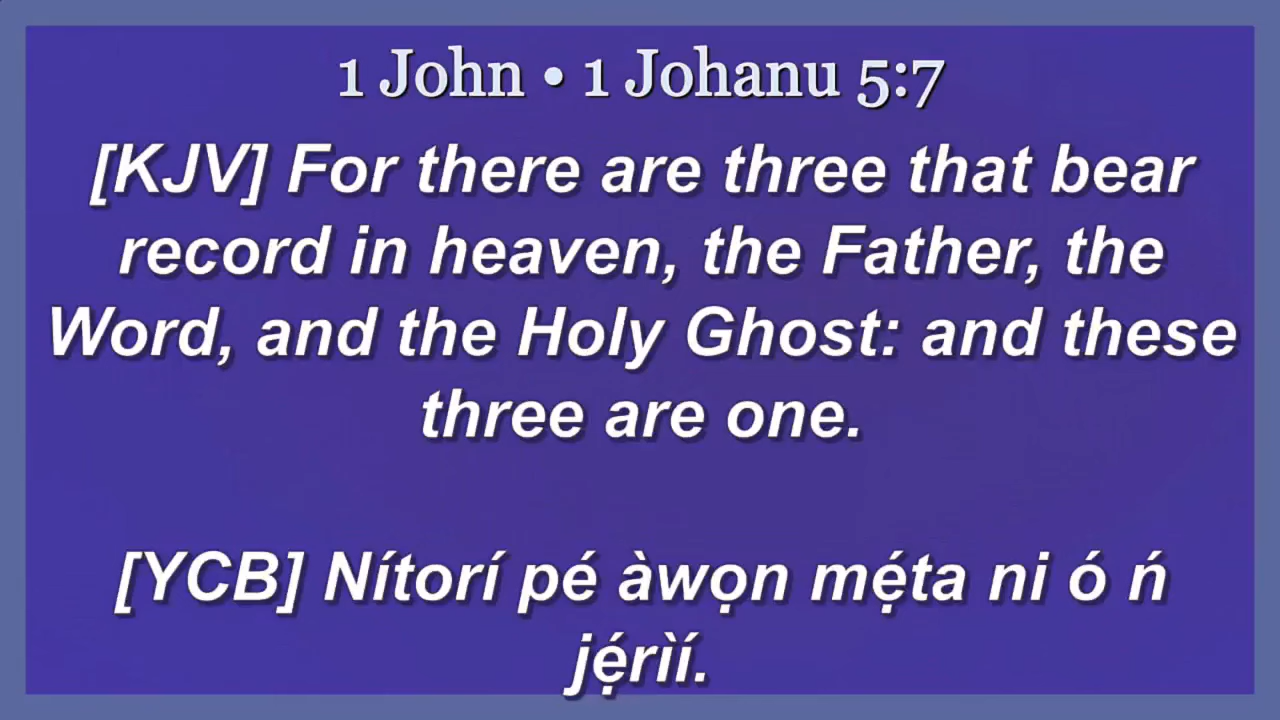 1 John • 1 Johanu 5:7
[KJV] For there are three that bear
record in heaven, the Father, the
Word, and the Holy Ghost: and these
three are one.
[YCB] Nítorí pé àwọn mẹ́ta ni ó ń
jẹ́rìí.